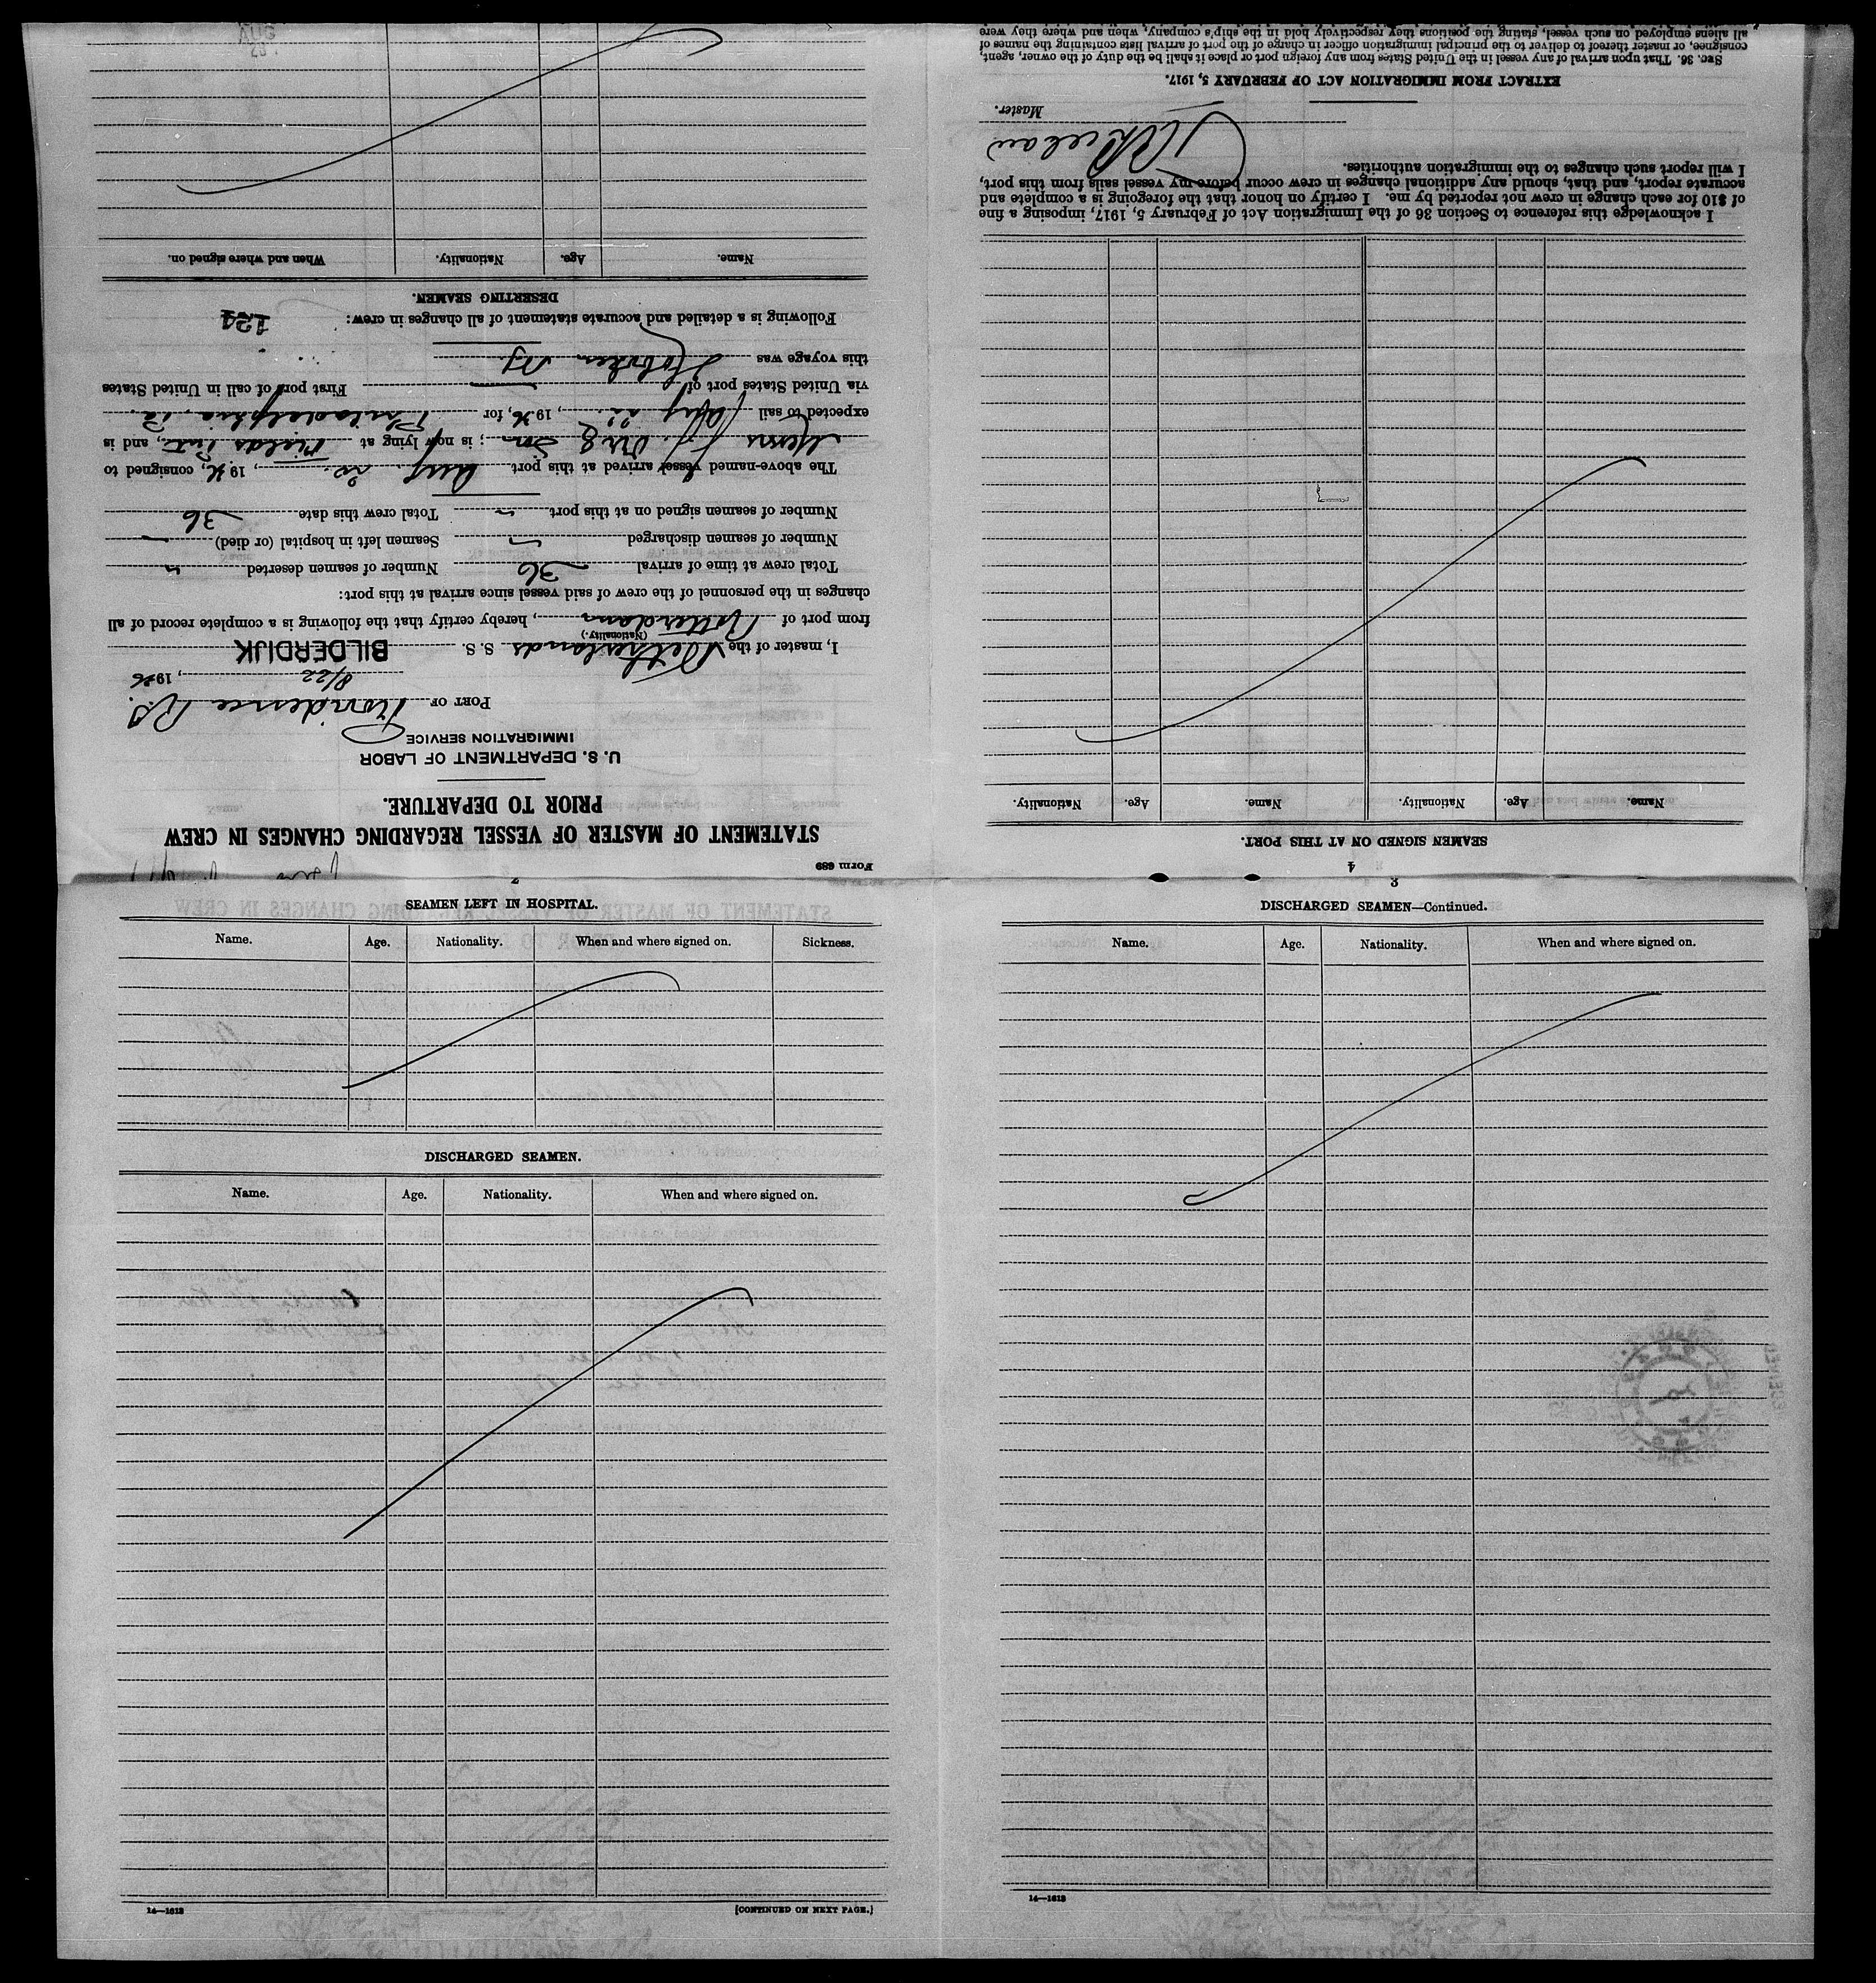 Form 689
STATEMENT OF MASTER OF VESSEL REGARDING CHANGES IN CREW
PRIOR TO DEPARTURE.
U. S. DEPARTMENT OF LABOR
IMMIGRATION SERVICE
PORT OF Providence R.I.
8/22, 1926
I, master of the Netherlands S. S. BILDERDIJK
(Nationality.)
from port of Rotterdam, hereby certify that the following is a complete record of all
changes in the personnel of the crew of said vessel since arrival at this port:
Total crew at time of arrival 36 Number of seamen deserted
Number of seamen discharged Seamen left in hospital (or died)
Number of seamen signed on at this port Total crew this date 36
The above-named vessel arrived at this port Aug. , 1926, consigned to
; is now lying at Fields Pnt., and is
expected to sail Aug 22, 1926, for Philadelphia, Pa.
via United States port of First port of call in United States
this voyage was Hoboken NJ.
Following is a detailed and accurate statement of all changes in crew:
124
DESERTING SEAMEN.
Name. Age. Nationality. When and where signed on.
AUG
4
SEAMEN SIGNED ON AT THIS PORT.
Name. Age. Nationality. Name. Age. Nationality.
I acknowledge this reference to Section 36 of the Immigration Act of February 5, 1917, imposing a fine
of $10 for each change in crew not reported by me. I certify on honor that the foregoing is a complete and
accurate report, and that, should any additional changes in crew occur before my vessel sails from this port,
I will report such changes to the immigration authorities.
Master.
EXTRACT FROM IMMIGRATION ACT OF FEBRUARY 5, 1917.
SEC. 36. That upon arrival of any vessel in the United States from any foreign port or place it shall be the duty of the owner, agent,
consignee, or master thereof to deliver to the principal immigration officer in charge of the port of arrival lists containing the names of
all aliens employed on such vessel, stating the positions they respectively hold in the ship's company, when and where they were
SEAMEN LEFT IN HOSPITAL.
Name. Age. Nationality. When and where signed on. Sickness.
DISCHARGED SEAMEN.
Name. Age. Nationality. When and where signed on.
14—1613
[CONTINUED ON NEXT PAGE.]
3
DISCHARGED SEAMEN—Continued.
Name. Age. Nationality. When and where signed on.
14—1613